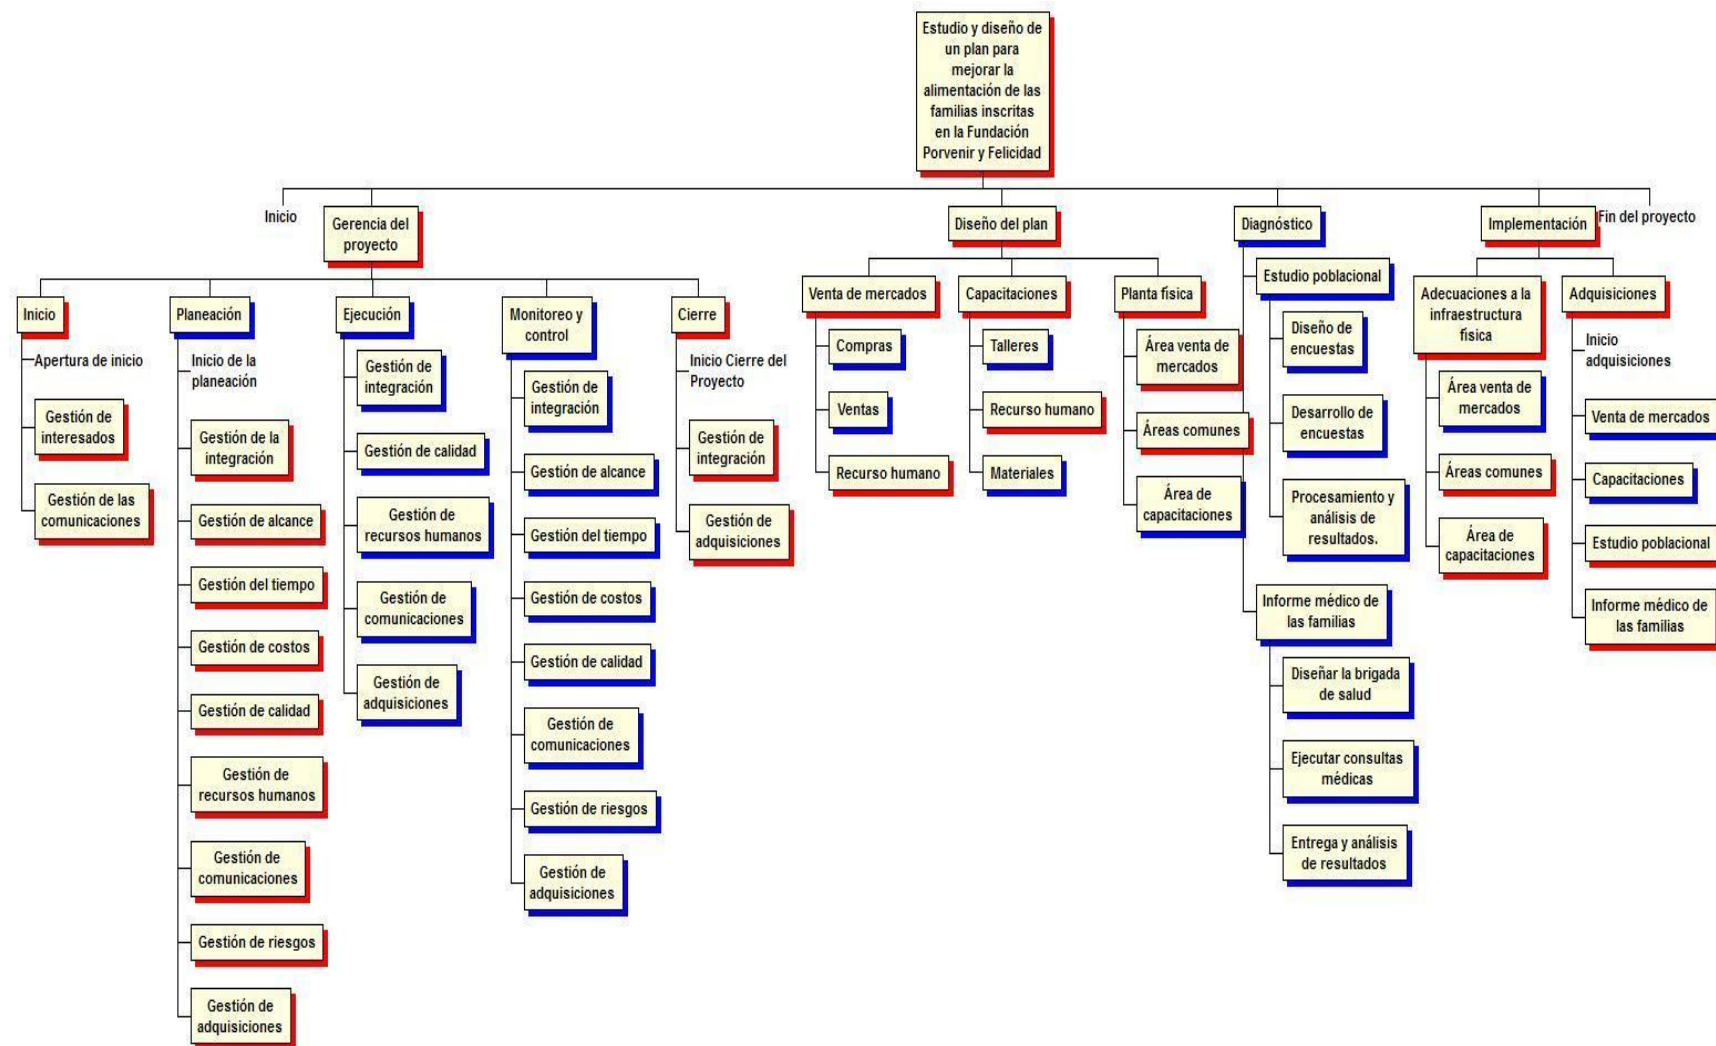 Estudio y diseño de
un plan para
mejorar la
alimentación de las
familias inscritas
en la Fundación
Porvenir y Felicidad
Inicio
Gerencia del
proyecto
Diseño del plan
Diagnóstico
Implementación
Fin del proyecto
Inicio
Apertura de inicio
Gestión de
interesados
Gestión de las
comunicaciones
Planeación
Inicio de la
planeación
Gestión de la
integración
Gestión de alcance
Gestión del tiempo
Gestión de costos
Gestión de calidad
Gestión de
recursos humanos
Gestión de
comunicaciones
Gestión de riesgos
Gestión de
adquisiciones
Ejecución
Gestión de
integración
Gestión de calidad
Gestión de
recursos humanos
Gestión de
comunicaciones
Gestión de
adquisiciones
Monitoreo y
control
Gestión de
integración
Gestión de alcance
Gestión del tiempo
Gestión de costos
Gestión de calidad
Gestión de
comunicaciones
Gestión de riesgos
Gestión de
adquisiciones
Cierre
Inicio Cierre del
Proyecto
Gestión de
integración
Gestión de
adquisiciones
Venta de mercados
Compras
Ventas
Recurso humano
Capacitaciones
Talleres
Recurso humano
Materiales
Planta física
Área venta de
mercados
Áreas comunes
Área de
capacitaciones
Estudio poblacional
Diseño de
encuestas
Desarrollo de
encuestas
Procesamiento y
análisis de
resultados.
Informe médico de
las familias
Diseñar la brigada
de salud
Ejecutar consultas
médicas
Entrega y análisis
de resultados
Adecuaciones a la
infraestructura
física
Área venta de
mercados
Áreas comunes
Área de
capacitaciones
Adquisiciones
Inicio
adquisiciones
Venta de mercados
Capacitaciones
Estudio poblacional
Informe médico de
las familias